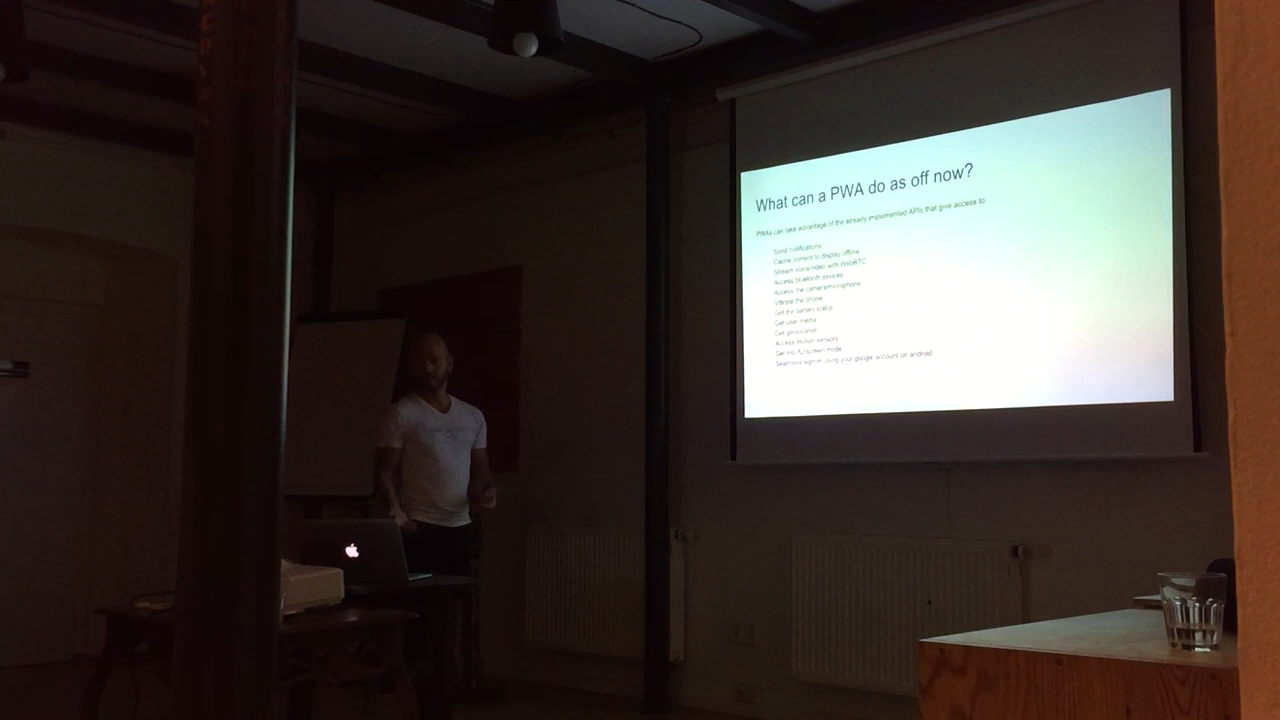 What can a PWA do as off now?
PWAs can take advantage of the already implemented APIs that give access to
Send notifications
Cache content to display offline
Stream voice/video with WebRTC
Access bluetooth devices
Access the camera/microphone
Vibrate the phone
Get the battery status
Get user media
Get geolocation
Access motion sensors
Get into fullscreen mode
Seamless sign-in using your google account on android